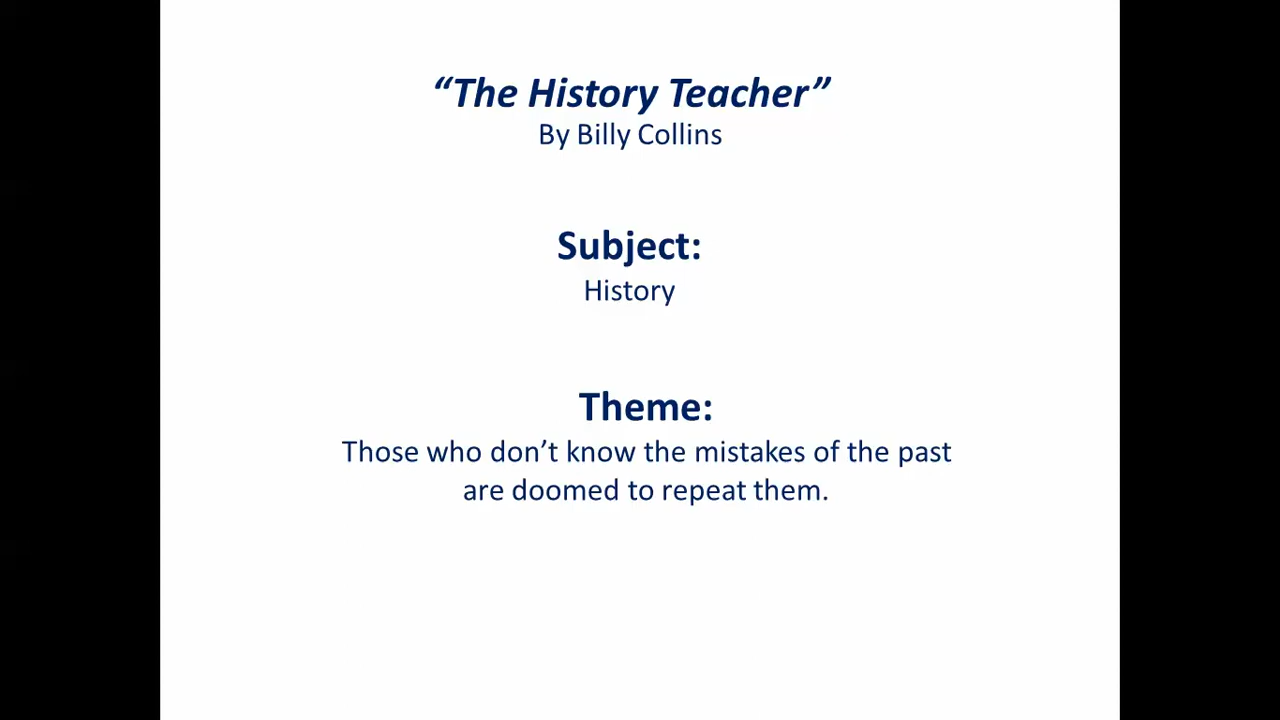 “The History Teacher”
By Billy Collins
Subject:
History
Theme:
Those who don’t know the mistakes of the past
are doomed to repeat them.